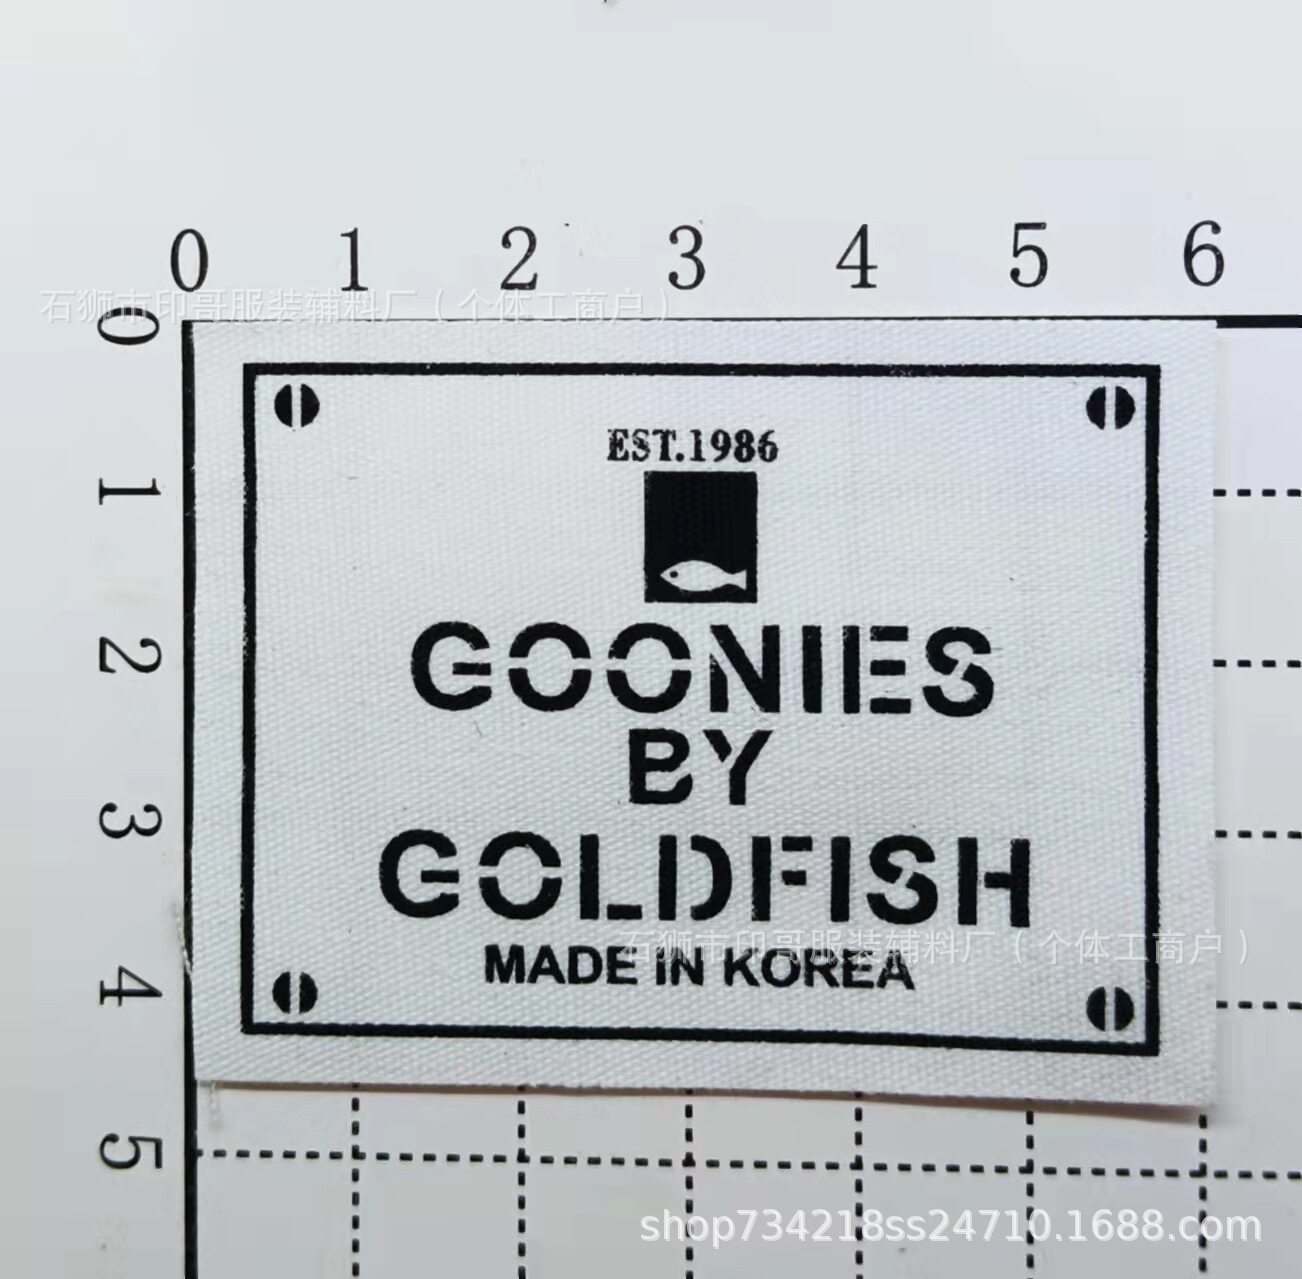 0 1 2 3 4 5 6
石狮市印哥服装辅料厂（个体工商户）
0
1
2
3
4
5
EST.1986
GOONIES
BY
GOLDFISH
石狮市印哥服装辅料厂（个体工商户）
MADE IN KOREA
shop734218ss24710.1688.com